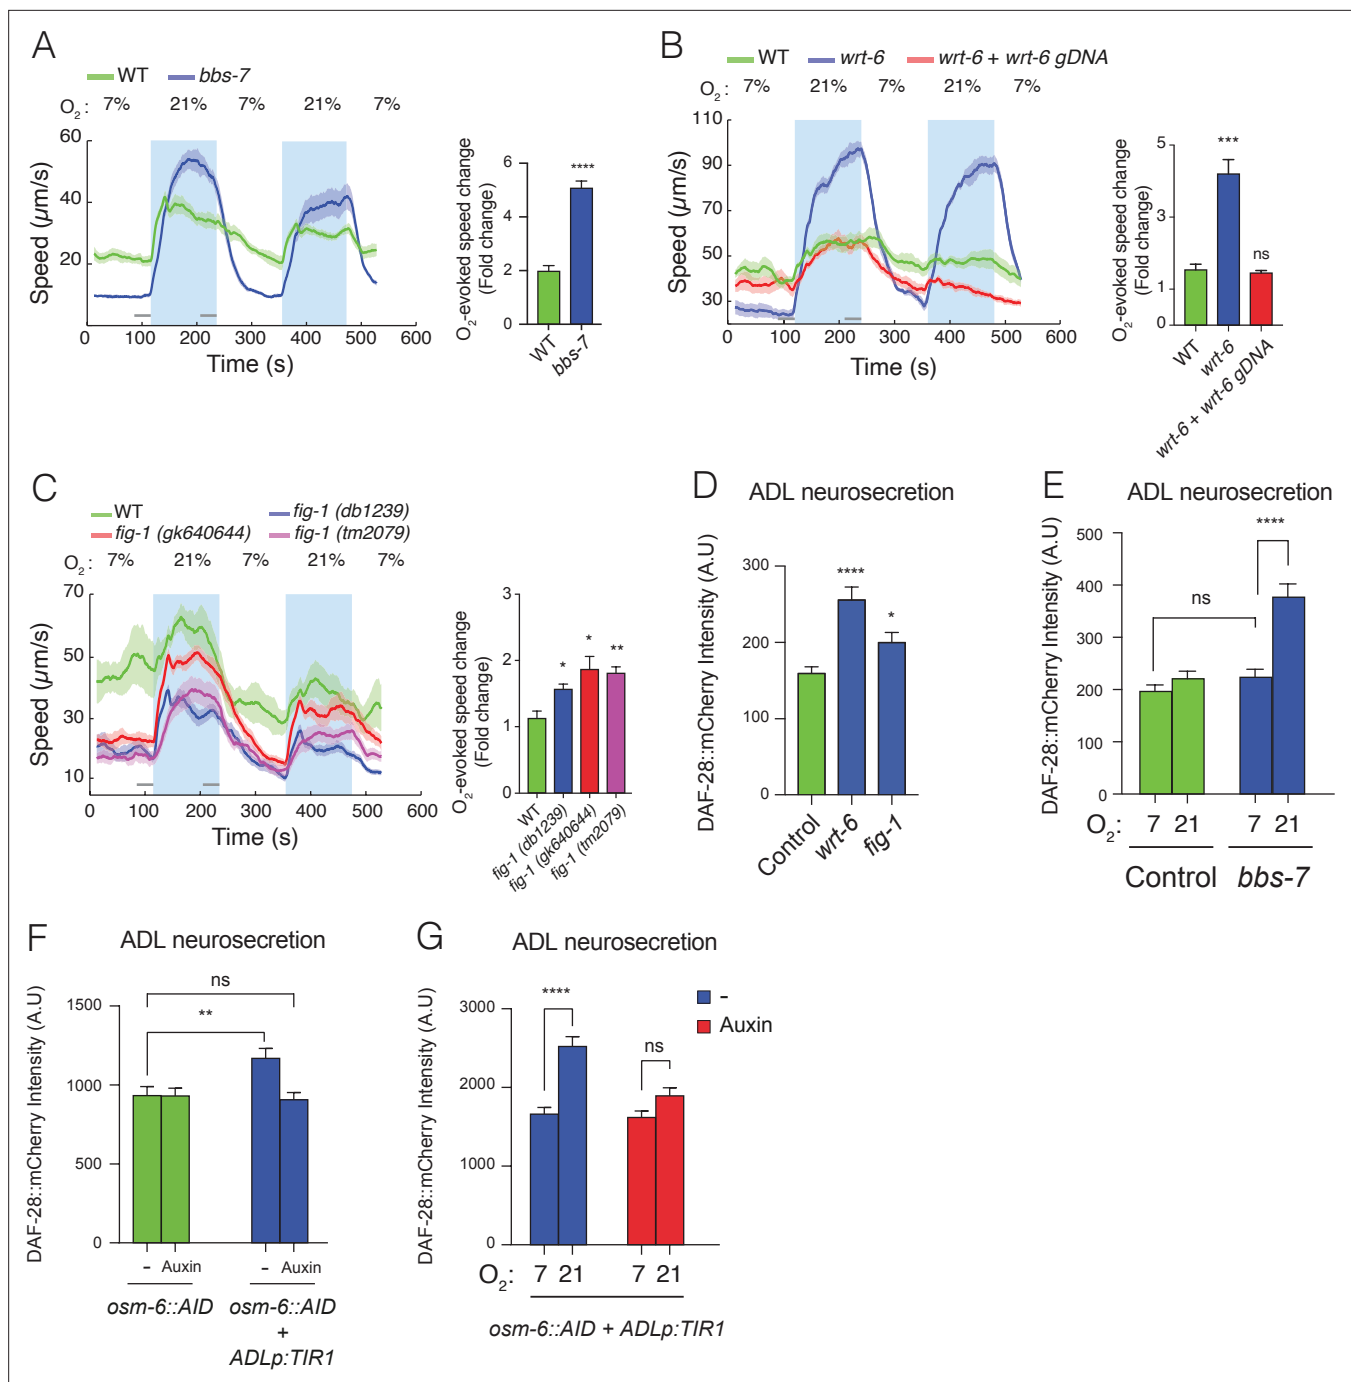 A
WT bbs-7
O2: 7% 21% 7% 21% 7%
60
40
20
Speed (µm/s)
0 100 200 300 400 500 600
Time (s)
O2-evoked speed change
(Fold change)
6
4
2
0
****
WT
bbs-7
B
WT wrt-6 wrt-6 + wrt-6 gDNA
O2: 7% 21% 7% 21% 7%
110
90
70
50
30
Speed (µm/s)
0 100 200 300 400 500 600
Time (s)
O2-evoked speed change
(Fold change)
5
3
1
0
***
ns
WT
wrt-6
wrt-6 + wrt-6 gDNA
C
WT fig-1 (db1239)
fig-1 (gk640644) fig-1 (tm2079)
O2: 7% 21% 7% 21% 7%
70
50
30
10
Speed (µm/s)
0 100 200 300 400 500 600
Time (s)
O2-evoked speed change
(Fold change)
3
2
1
0
* * **
WT
fig-1 (db1239)
fig-1 (gk640644)
fig-1 (tm2079)
D
ADL neurosecretion
DAF-28::mCherry Intensity (A.U)
300
200
100
0
****
*
Control
wrt-6
fig-1
E
ADL neurosecretion
DAF-28::mCherry Intensity (A.U)
500
400
300
200
100
0
ns
****
O2: 7 21 7 21
Control bbs-7
F
ADL neurosecretion
DAF-28::mCherry Intensity (A.U)
1500
1000
500
0
ns
**
- Auxin - Auxin
osm-6::AID osm-6::AID
+
ADLp:TIR1
G
ADL neurosecretion
DAF-28::mCherry Intensity (A.U)
3000
2000
1000
0
****
ns
-
Auxin
O2: 7 21 7 21
osm-6::AID + ADLp:TIR1